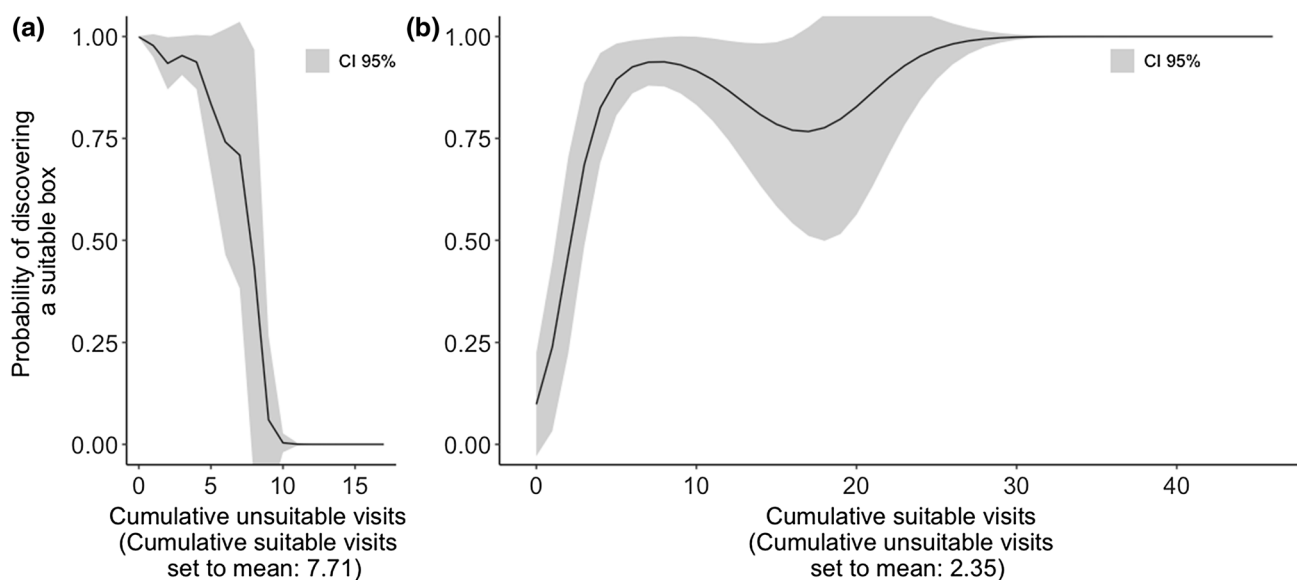 (a)
Probability of discovering
a suitable box
1.00
0.75
0.50
0.25
0.00
CI 95%
0 5 10 15
Cumulative unsuitable visits
(Cumulative suitable visits
set to mean: 7.71)
(b)
1.00
0.75
0.50
0.25
0.00
CI 95%
0 10 20 30 40
Cumulative suitable visits
(Cumulative unsuitable visits
set to mean: 2.35)